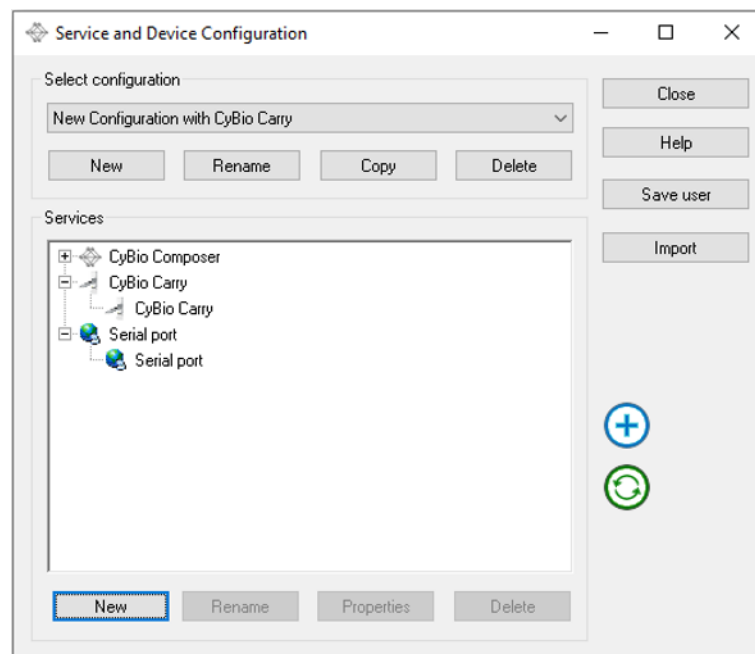 Service and Device Configuration
Select configuration
New Configuration with CyBio Carry
New Rename Copy Delete
Close
Help
Save user
Import
Services
CyBio Composer
CyBio Carry
CyBio Carry
Serial port
Serial port
New Rename Properties Delete